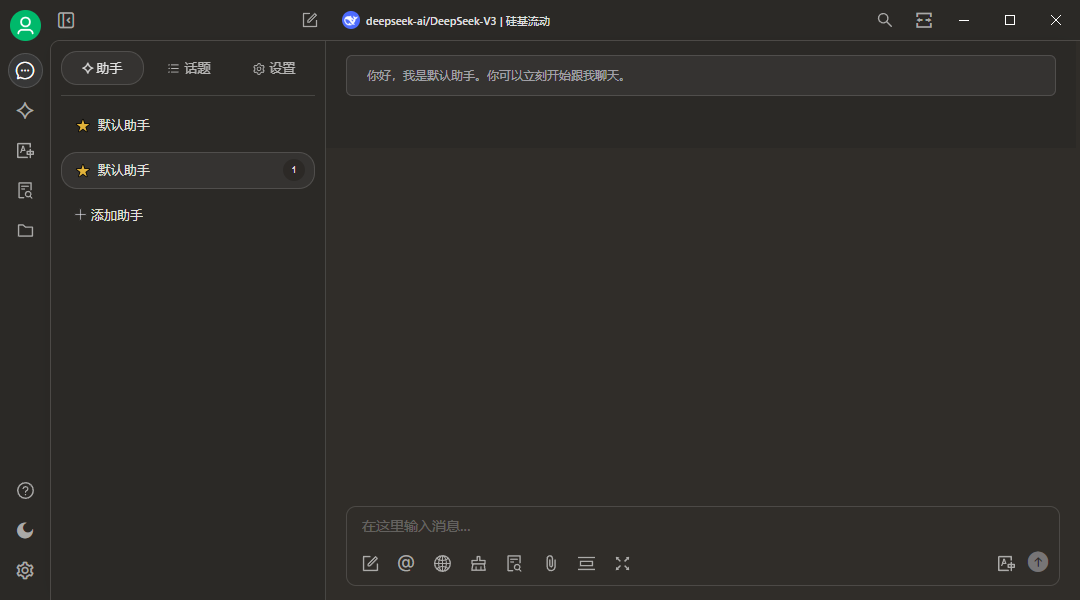 deepseek-ai/DeepSeek-V3 | 硅基流动
助手
话题
设置
默认助手
默认助手
1
添加助手
你好，我是默认助手。你可以立刻开始跟我聊天。
在这里输入消息...